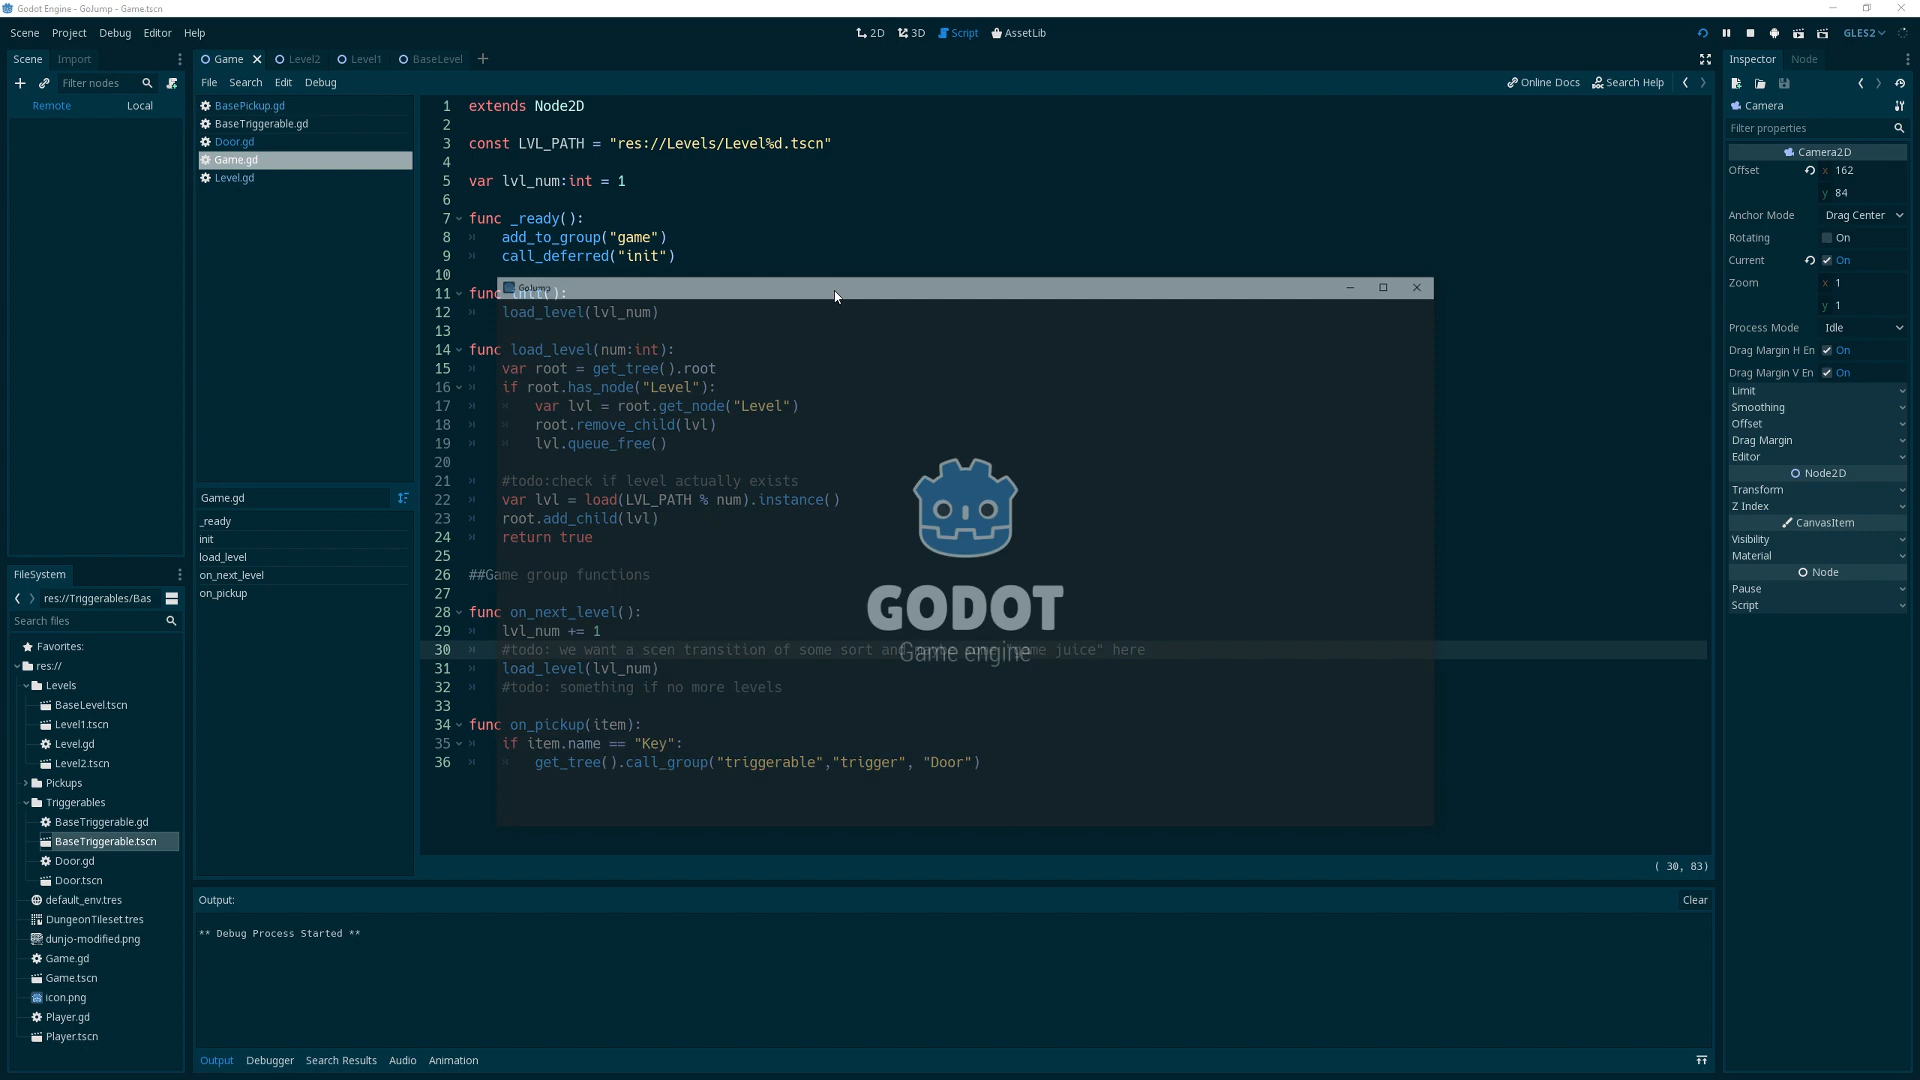 Godot Engine - GoJump - Game.tscn
Scene Project Debug Editor Help
2D 3D Script AssetLib
GLES2
Scene Import
Game Level2 Level1 BaseLevel
Inspector Node
Filter nodes
File Search Edit Debug
Online Docs Search Help
Remote Local
Camera
Filter properties
BasePickup.gd
BaseTriggerable.gd
Door.gd
Game.gd
Level.gd
1 extends Node2D
2
3 const LVL_PATH = "res://Levels/Level%d.tscn"
4
5 var lvl_num:int = 1
6
7 func _ready():
8 add_to_group("game")
9 call_deferred("init")
10
GoJump
11 func init():
12 load_level(lvl_num)
13
14 func load_level(num:int):
15 var root = get_tree().root
16 if root.has_node("Level"):
17 var lvl = root.get_node("Level")
18 root.remove_child(lvl)
19 lvl.queue_free()
20
21 #todo:check if level actually exists
22 var lvl = load(LVL_PATH % num).instance()
23 root.add_child(lvl)
24 return true
25
26 ##Game group functions
27
28 func on_next_level():
29 lvl_num += 1
30 #todo: we want a scen transition of some sort and maybe some "game juice" here
31 load_level(lvl_num)
32 #todo: something if no more levels
33
34 func on_pickup(item):
35 if item.name == "Key":
36 get_tree().call_group("triggerable","trigger", "Door")
GODOT
Game engine
( 30, 83)
Game.gd
_ready
init
load_level
on_next_level
on_pickup
FileSystem
res://Triggerables/Bas
Search files
Favorites:
res://
Levels
BaseLevel.tscn
Level1.tscn
Level.gd
Level2.tscn
Pickups
Triggerables
BaseTriggerable.gd
BaseTriggerable.tscn
Door.gd
Door.tscn
default_env.tres
DungeonTileset.tres
dunjo-modified.png
Game.gd
Game.tscn
icon.png
Player.gd
Player.tscn
Output: Clear
** Debug Process Started **
Output Debugger Search Results Audio Animation
Camera2D
Offset x 162
y 84
Anchor Mode Drag Center
Rotating On
Current On
Zoom x 1
y 1
Process Mode Idle
Drag Margin H En On
Drag Margin V En On
Limit
Smoothing
Offset
Drag Margin
Editor
Node2D
Transform
Z Index
CanvasItem
Visibility
Material
Node
Pause
Script